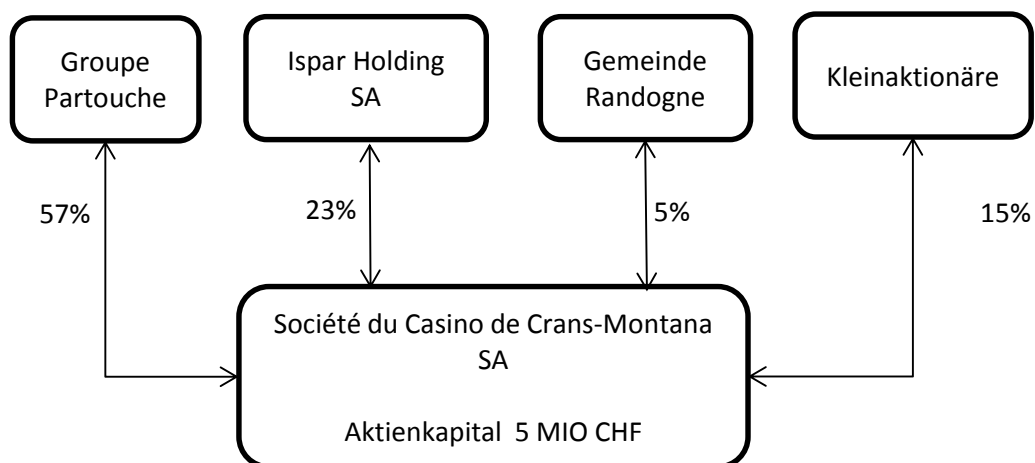 Groupe
Partouche
Ispar Holding
SA
Gemeinde
Randogne
Kleinaktionäre
57%
23%
5%
15%
Société du Casino de Crans-Montana
SA
Aktienkapital 5 MIO CHF